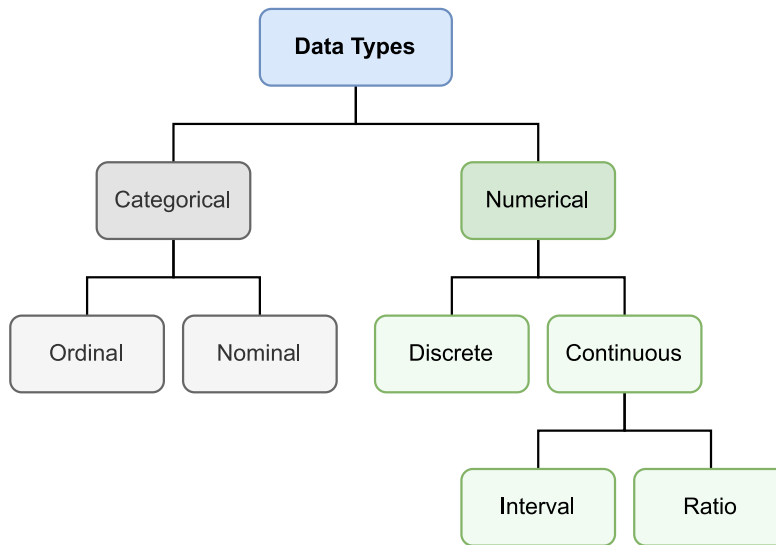 Data Types
Categorical
Numerical
Ordinal
Nominal
Discrete
Continuous
Interval
Ratio